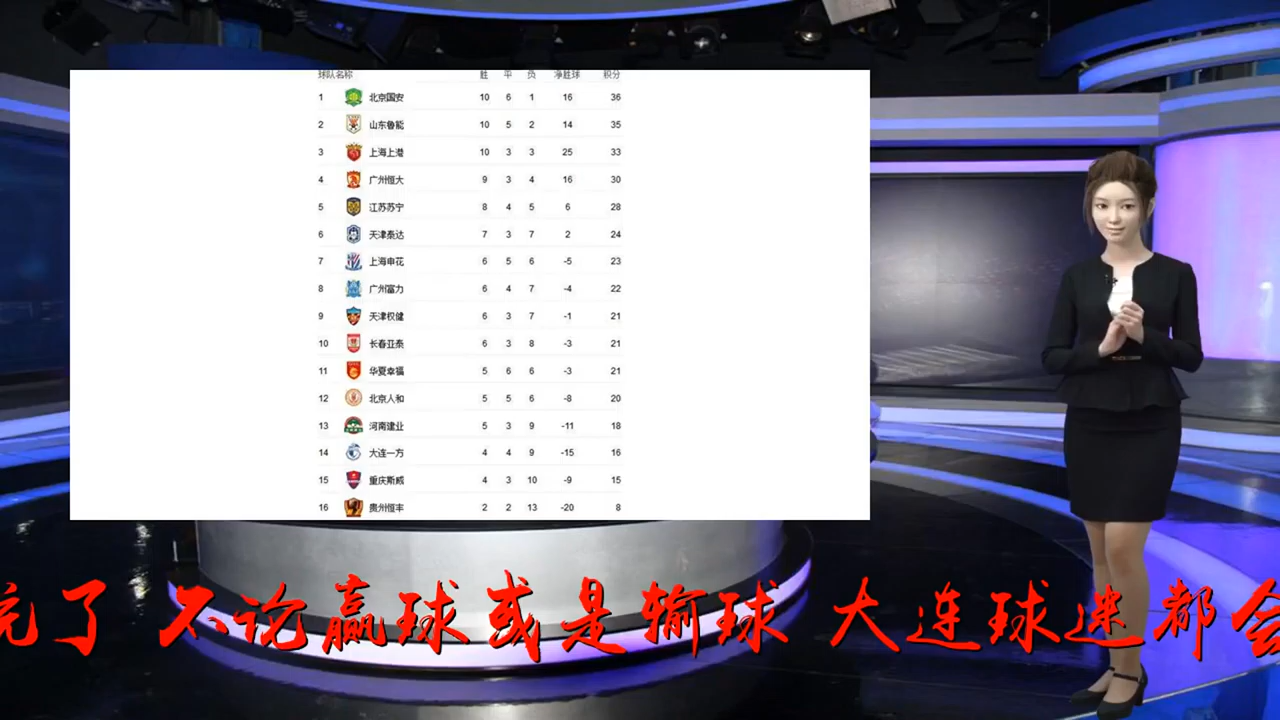 球队名称 胜 平 负 净胜球 积分
1 北京国安 10 6 1 16 36
2 山东鲁能 10 5 2 14 35
3 上海上港 10 3 3 25 33
4 广州恒大 9 3 4 16 30
5 江苏苏宁 8 4 5 6 28
6 天津泰达 7 3 7 2 24
7 上海申花 6 5 6 -5 23
8 广州富力 6 4 7 -4 22
9 天津权健 6 3 7 -1 21
10 长春亚泰 6 3 8 -3 21
11 华夏幸福 5 6 6 -3 21
12 北京人和 5 5 6 -8 20
13 河南建业 5 3 9 -11 18
14 大连一方 4 4 9 -15 16
15 重庆斯威 4 3 10 -9 15
16 贵州恒丰 2 2 13 -20 8
了 不论赢球或是输球 大连球迷都会